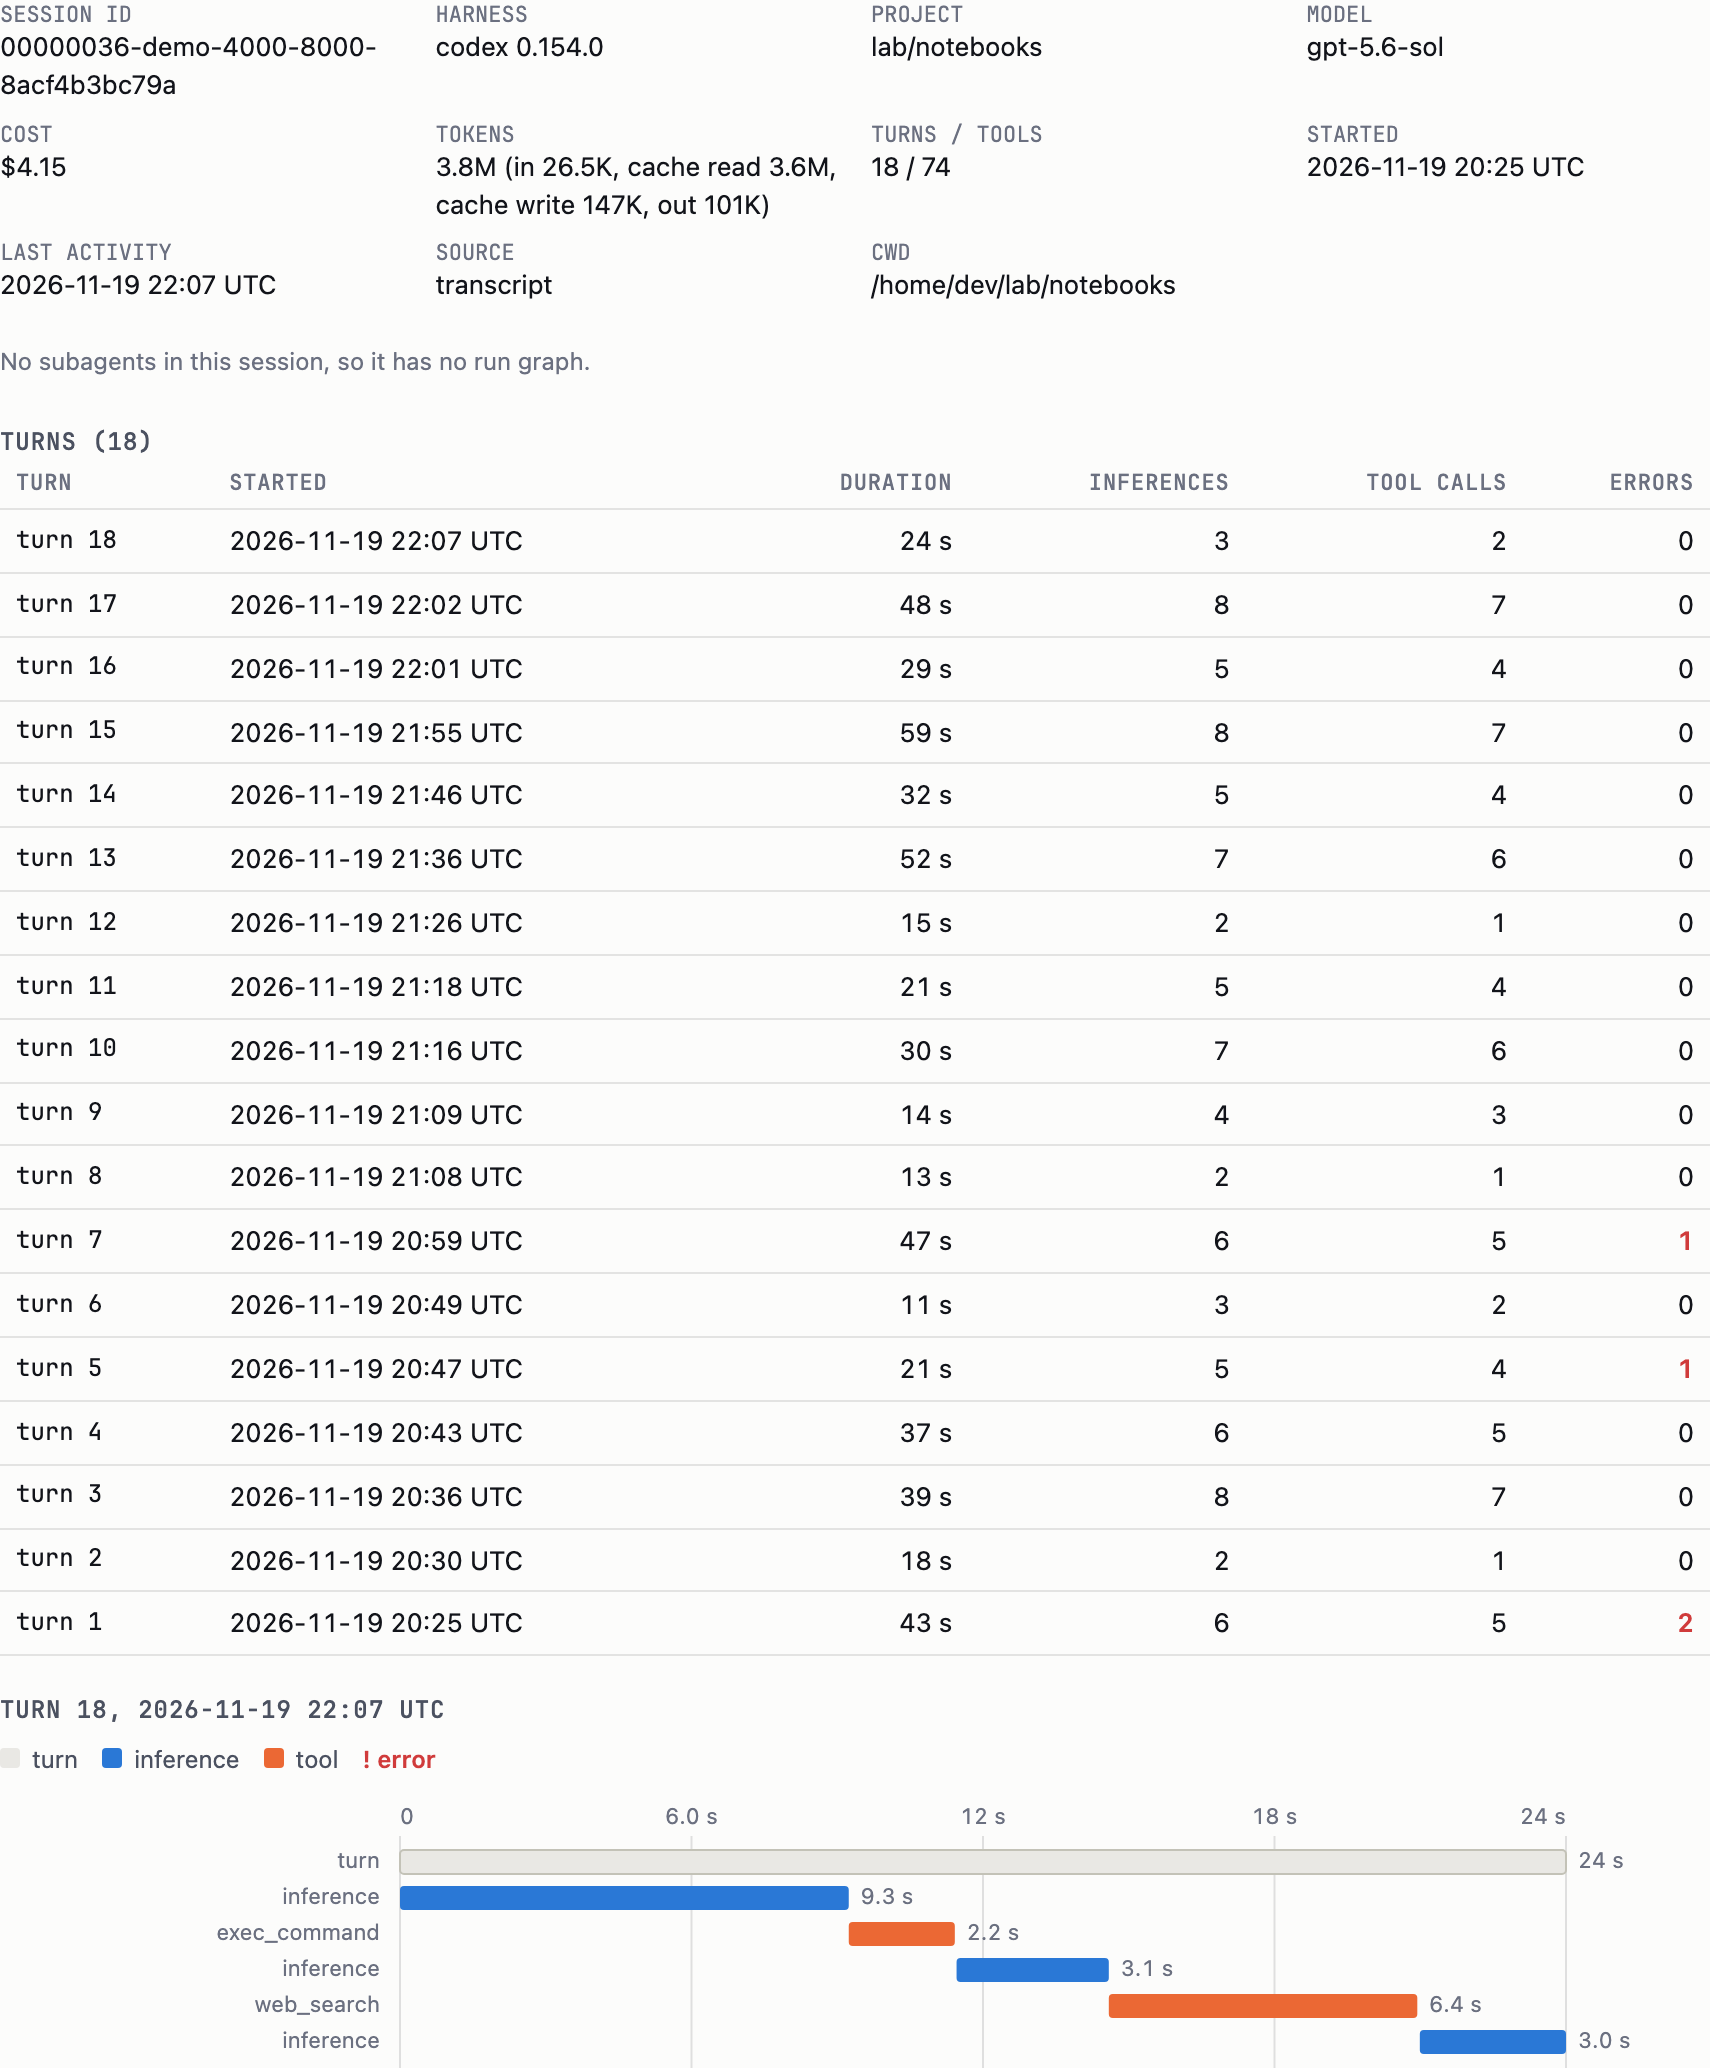 SESSION ID HARNESS PROJECT MODEL
00000036-demo-4000-8000- codex 0.154.0 lab/notebooks gpt-5.6-sol
8acf4b3bc79a
COST TOKENS TURNS / TOOLS STARTED
$4.15 3.8M (in 26.5K, cache read 3.6M, 18 / 74 2026-11-19 20:25 UTC
cache write 147K, out 101K)
LAST ACTIVITY SOURCE CWD
2026-11-19 22:07 UTC transcript /home/dev/lab/notebooks
No subagents in this session, so it has no run graph.
TURNS (18)
TURN STARTED DURATION INFERENCES TOOL CALLS ERRORS
turn 18 2026-11-19 22:07 UTC 24 s 3 2 0
turn 17 2026-11-19 22:02 UTC 48 s 8 7 0
turn 16 2026-11-19 22:01 UTC 29 s 5 4 0
turn 15 2026-11-19 21:55 UTC 59 s 8 7 0
turn 14 2026-11-19 21:46 UTC 32 s 5 4 0
turn 13 2026-11-19 21:36 UTC 52 s 7 6 0
turn 12 2026-11-19 21:26 UTC 15 s 2 1 0
turn 11 2026-11-19 21:18 UTC 21 s 5 4 0
turn 10 2026-11-19 21:16 UTC 30 s 7 6 0
turn 9 2026-11-19 21:09 UTC 14 s 4 3 0
turn 8 2026-11-19 21:08 UTC 13 s 2 1 0
turn 7 2026-11-19 20:59 UTC 47 s 6 5 1
turn 6 2026-11-19 20:49 UTC 11 s 3 2 0
turn 5 2026-11-19 20:47 UTC 21 s 5 4 1
turn 4 2026-11-19 20:43 UTC 37 s 6 5 0
turn 3 2026-11-19 20:36 UTC 39 s 8 7 0
turn 2 2026-11-19 20:30 UTC 18 s 2 1 0
turn 1 2026-11-19 20:25 UTC 43 s 6 5 2
TURN 18, 2026-11-19 22:07 UTC
turn inference tool ! error
0 6.0 s 12 s 18 s 24 s
turn 24 s
inference 9.3 s
exec_command 2.2 s
inference 3.1 s
web_search 6.4 s
inference 3.0 s